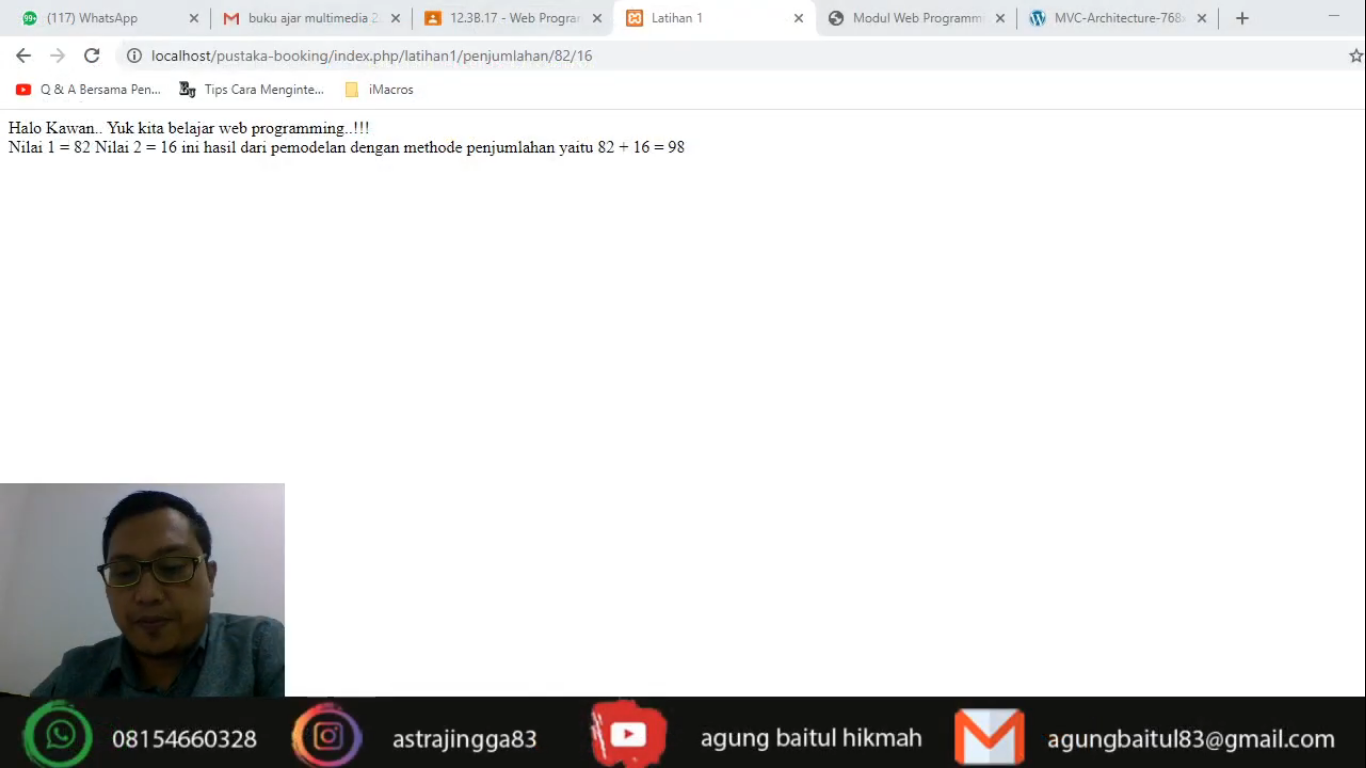 (117) WhatsApp
buku ajar multimedia 2
12.3B.17 - Web Progra
Latihan 1
Modul Web Programm
MVC-Architecture-768
localhost/pustaka-booking/index.php/latihan1/penjumlahan/82/16
Q & A Bersama Pen...
Tips Cara Menginte...
iMacros
Halo Kawan.. Yuk kita belajar web programming..!!!
Nilai 1 = 82 Nilai 2 = 16 ini hasil dari pemodelan dengan methode penjumlahan yaitu 82 + 16 = 98
08154660328
astrajingga83
agung baitul hikmah
agungbaitul83@gmail.com